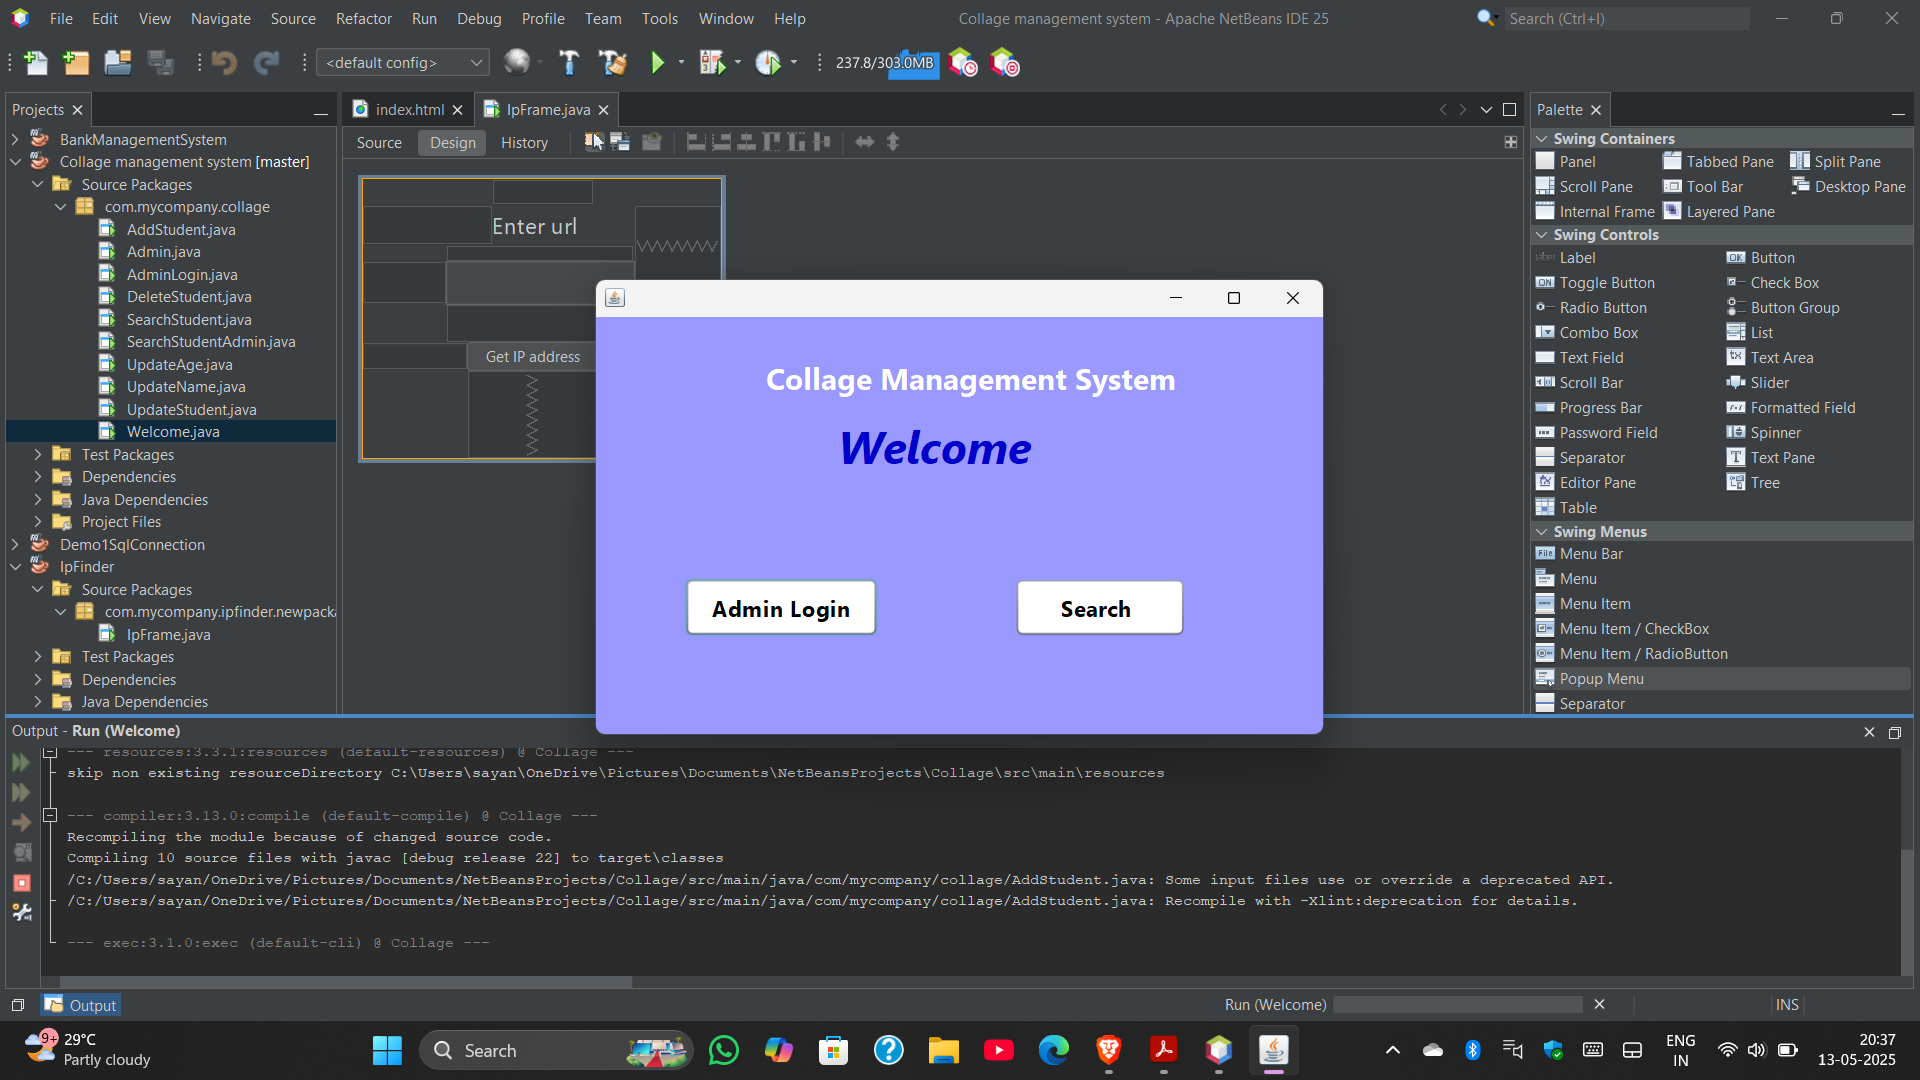 File Edit View Navigate Source Refactor Run Debug Profile Team Tools Window Help
Collage management system - Apache NetBeans IDE 25
Search (Ctrl+I)
<default config>
237.8/303.0MB
Projects
index.html
IpFrame.java
Palette
Source Design History
BankManagementSystem
Collage management system [master]
Source Packages
com.mycompany.collage
AddStudent.java
Admin.java
AdminLogin.java
DeleteStudent.java
SearchStudent.java
SearchStudentAdmin.java
UpdateAge.java
UpdateName.java
UpdateStudent.java
Welcome.java
Test Packages
Dependencies
Java Dependencies
Project Files
Demo1SqlConnection
IpFinder
Source Packages
com.mycompany.ipfinder.newpacka
IpFrame.java
Test Packages
Dependencies
Java Dependencies
Enter url
Get IP address
Collage Management System
Welcome
Admin Login
Search
Swing Containers
Panel Tabbed Pane Split Pane
Scroll Pane Tool Bar Desktop Pane
Internal Frame Layered Pane
Swing Controls
Label Button
Toggle Button Check Box
Radio Button Button Group
Combo Box List
Text Field Text Area
Scroll Bar Slider
Progress Bar Formatted Field
Password Field Spinner
Separator Text Pane
Editor Pane Tree
Table
Swing Menus
Menu Bar
Menu
Menu Item
Menu Item / CheckBox
Menu Item / RadioButton
Popup Menu
Separator
Output - Run (Welcome)
--- resources:3.3.1:resources (default-resources) @ Collage ---
skip non existing resourceDirectory C:\Users\sayan\OneDrive\Pictures\Documents\NetBeansProjects\Collage\src\main\resources
--- compiler:3.13.0:compile (default-compile) @ Collage ---
Recompiling the module because of changed source code.
Compiling 10 source files with javac [debug release 22] to target\classes
/C:/Users/sayan/OneDrive/Pictures/Documents/NetBeansProjects/Collage/src/main/java/com/mycompany/collage/AddStudent.java: Some input files use or override a deprecated API.
/C:/Users/sayan/OneDrive/Pictures/Documents/NetBeansProjects/Collage/src/main/java/com/mycompany/collage/AddStudent.java: Recompile with -Xlint:deprecation for details.
--- exec:3.1.0:exec (default-cli) @ Collage ---
Output
Run (Welcome)
INS
9+
29°C
Partly cloudy
Search
ENG
IN
20:37
13-05-2025